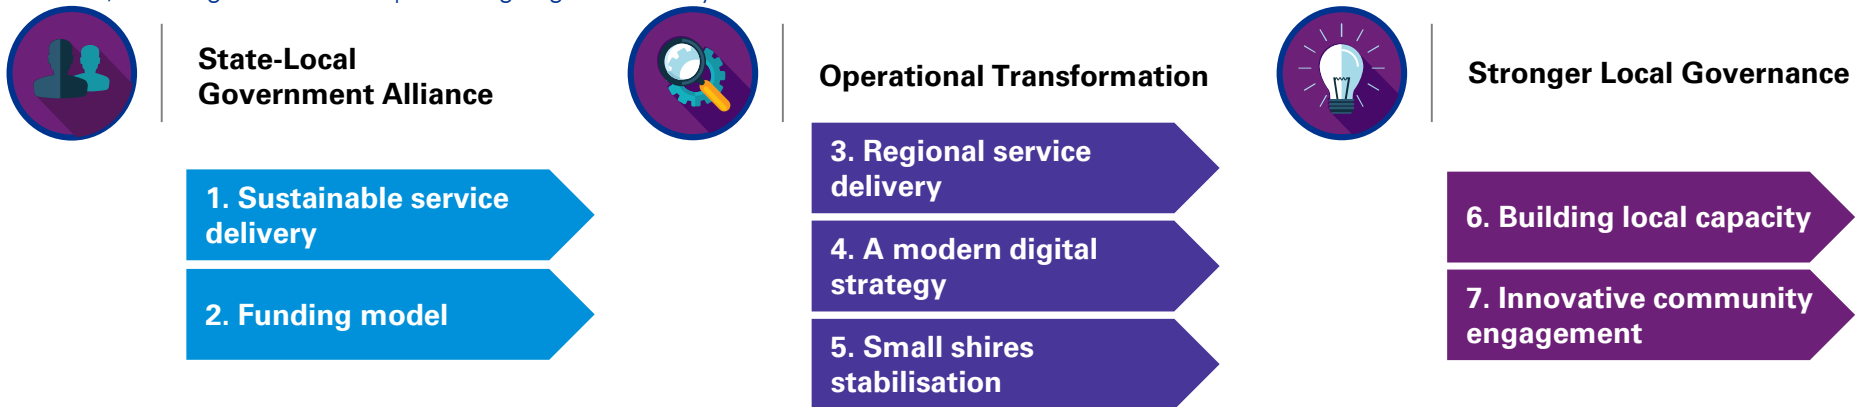 State-Local
Government Alliance
1. Sustainable service
delivery
2. Funding model
Operational Transformation
3. Regional service
delivery
4. A modern digital
strategy
5. Small shires
stabilisation
Stronger Local Governance
6. Building local capacity
7. Innovative community
engagement